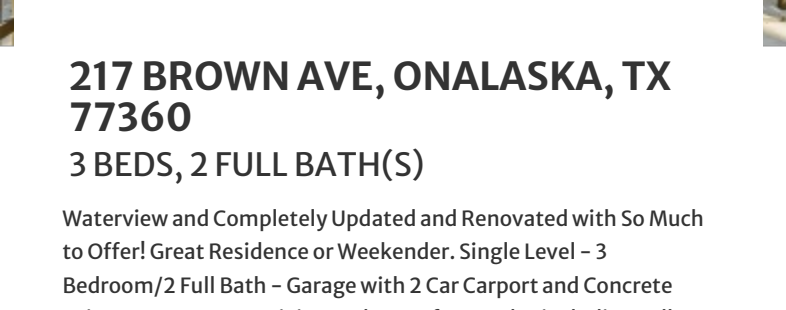 217 BROWN AVE, ONALASKA, TX
77360
3 BEDS, 2 FULL BATH(S)
Waterview and Completely Updated and Renovated with So Much
to Offer! Great Residence or Weekender. Single Level – 3
Bedroom/2 Full Bath – Garage with 2 Car Carport and Concrete